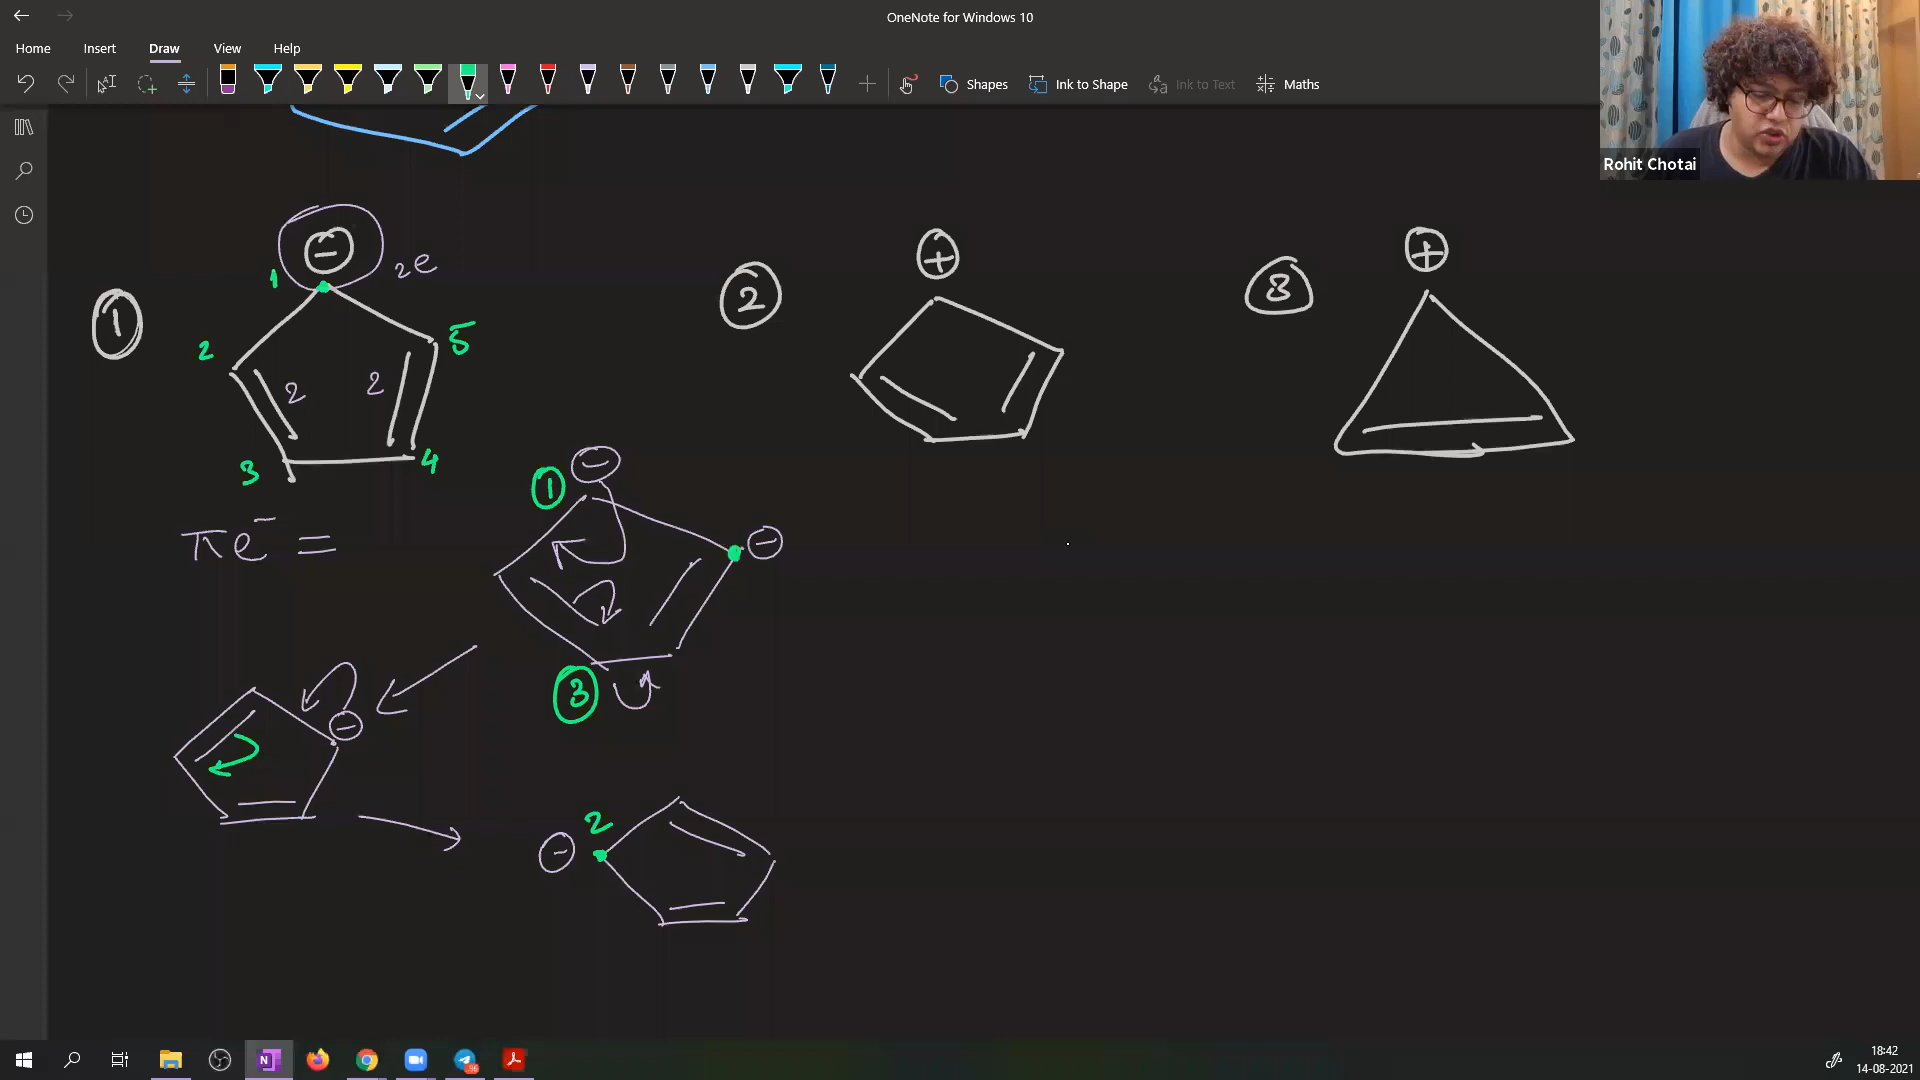 OneNote for Windows 10
Home Insert Draw View Help
Shapes Ink to Shape Ink to Text Maths
Rohit Chotai
1 − 2e 1 2 3 4 5 2 2
2 +
3 +
πe⁻ =
1 − − 3
−
2 −
96
18:42
14-08-2021